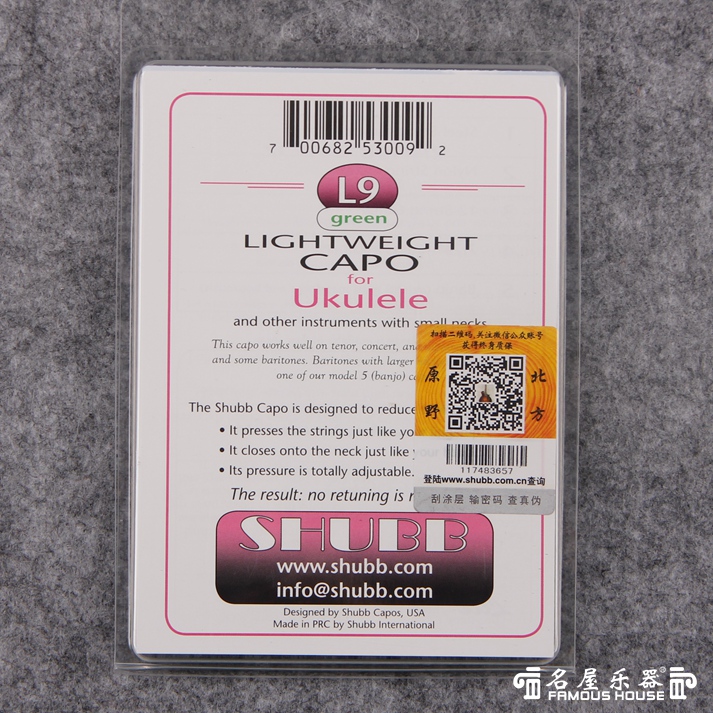 7 00682 53009 2
L9
green
LIGHTWEIGHT
CAPO
for
Ukulele
and other instruments with small necks
This capo works well on tenor, concert, and
and some baritones. Baritones with larger
one of our model 5 (banjo)
The Shubb Capo is designed to reduce
• It presses the strings just like
• It closes onto the neck just like
• Its pressure is totally adjustable.
The result: no retuning is
SHUBB
www.shubb.com
info@shubb.com
Designed by Shubb Capos, USA
Made in PRC by Shubb International
扫描二维码,关注微信公众账号
获得终身质保
原野
北方
117483657
登陆www.shubb.com.cn查询
刮涂层 输密码 查真伪
名屋乐器®
FAMOUS HOUSE